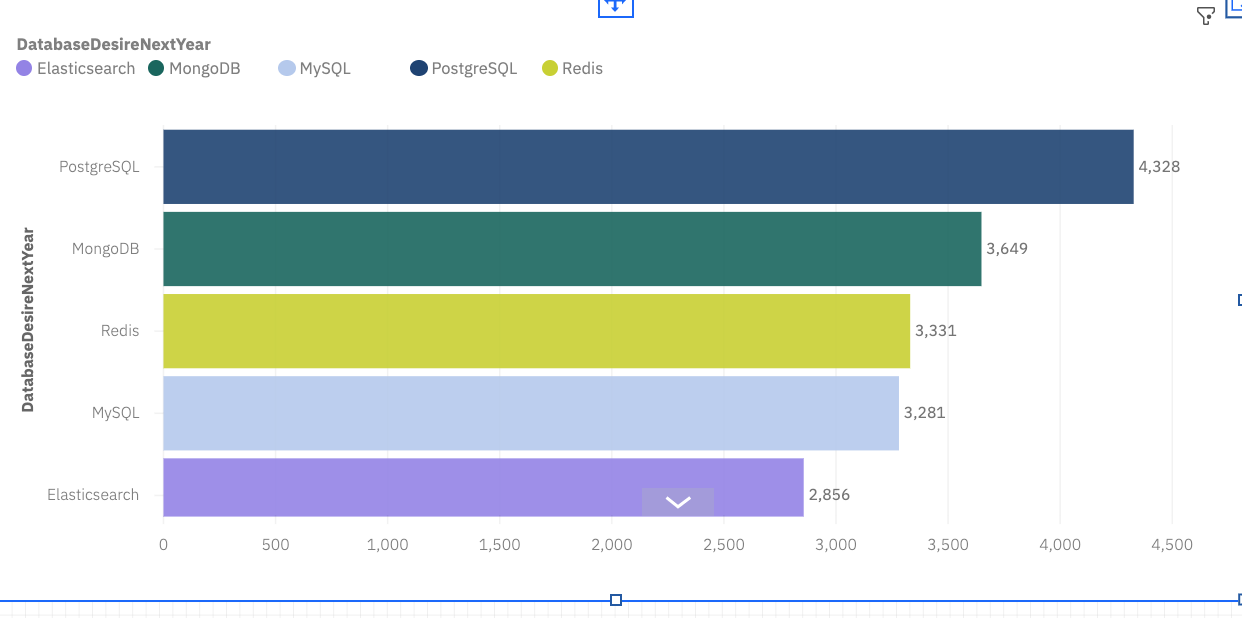 DatabaseDesireNextYear
Elasticsearch MongoDB MySQL PostgreSQL Redis
DatabaseDesireNextYear
PostgreSQL 4,328
MongoDB 3,649
Redis 3,331
MySQL 3,281
Elasticsearch 2,856
0 500 1,000 1,500 2,000 2,500 3,000 3,500 4,000 4,500